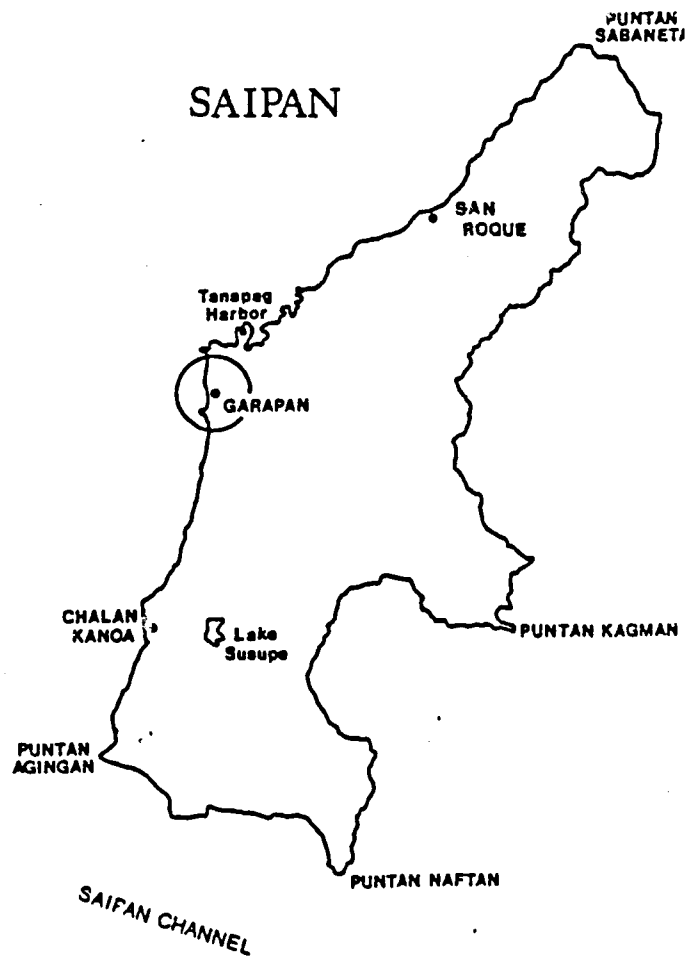 PUNTAN
SABANETA
SAIPAN
SAN
ROQUE
Tanapag
Harbor
GARAPAN
CHALAN
KANOA
Lake
Susupe
PUNTAN KAGMAN
PUNTAN
AGINGAN
PUNTAN NAFTAN
SAIPAN CHANNEL